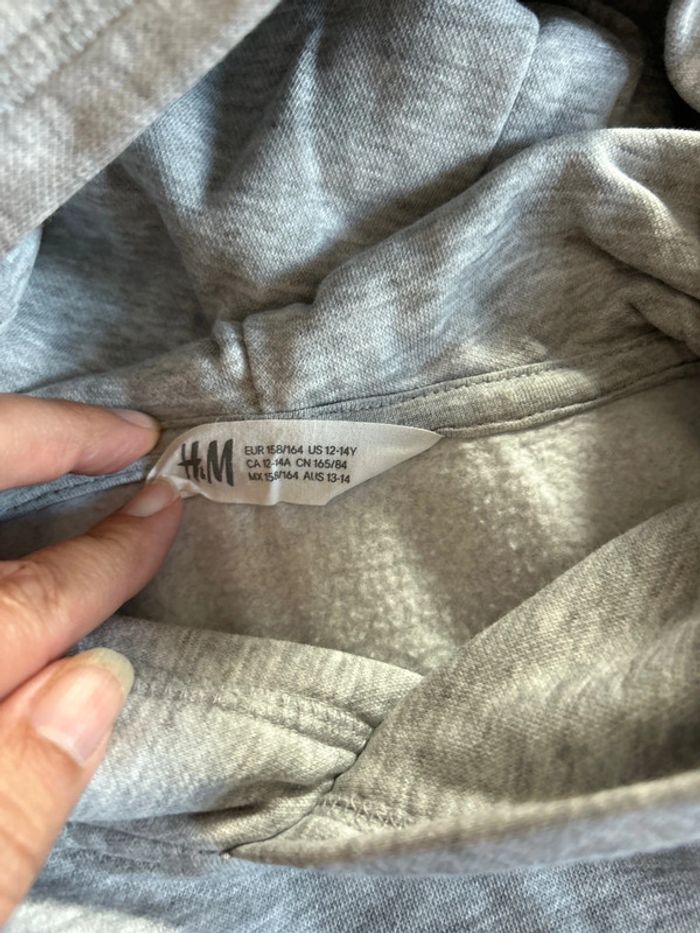 H&M
EUR 158/164 US 12-14Y
CA 12-14A CN 165/84
MX 158/164 AUS 13-14